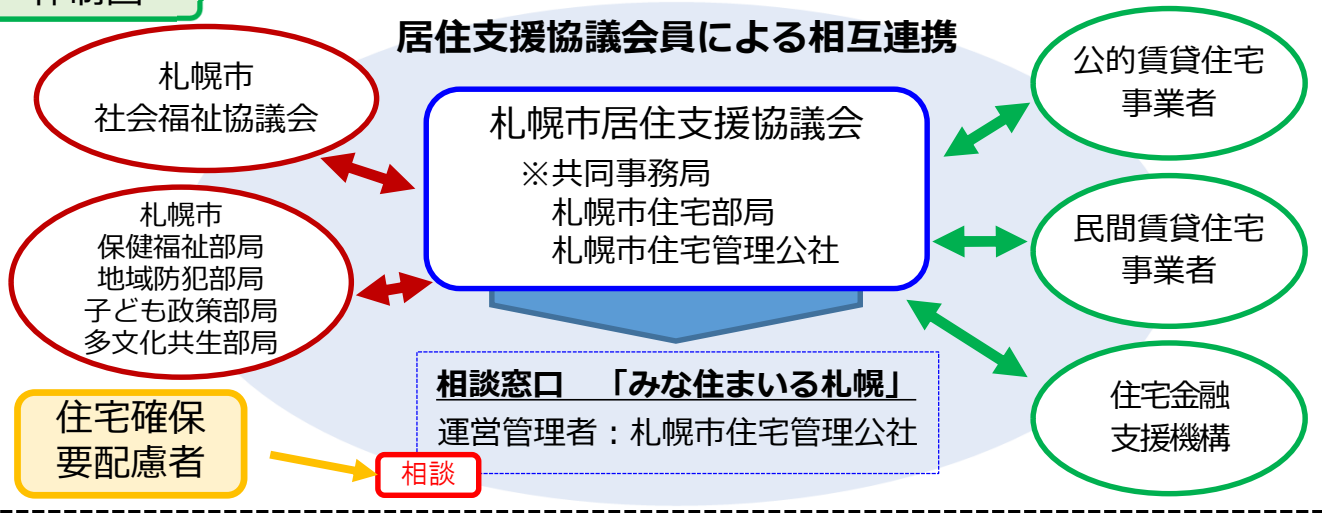 居住支援協議会員による相互連携
札幌市
社会福祉協議会
札幌市
保健福祉部局
地域防犯部局
子ども政策部局
多文化共生部局
札幌市居住支援協議会
※共同事務局
札幌市住宅部局
札幌市住宅管理公社
公的賃貸住宅
事業者
民間賃貸住宅
事業者
住宅金融
支援機構
相談窓口　「みな住まいる札幌」
運営管理者：札幌市住宅管理公社
住宅確保
要配慮者
相談